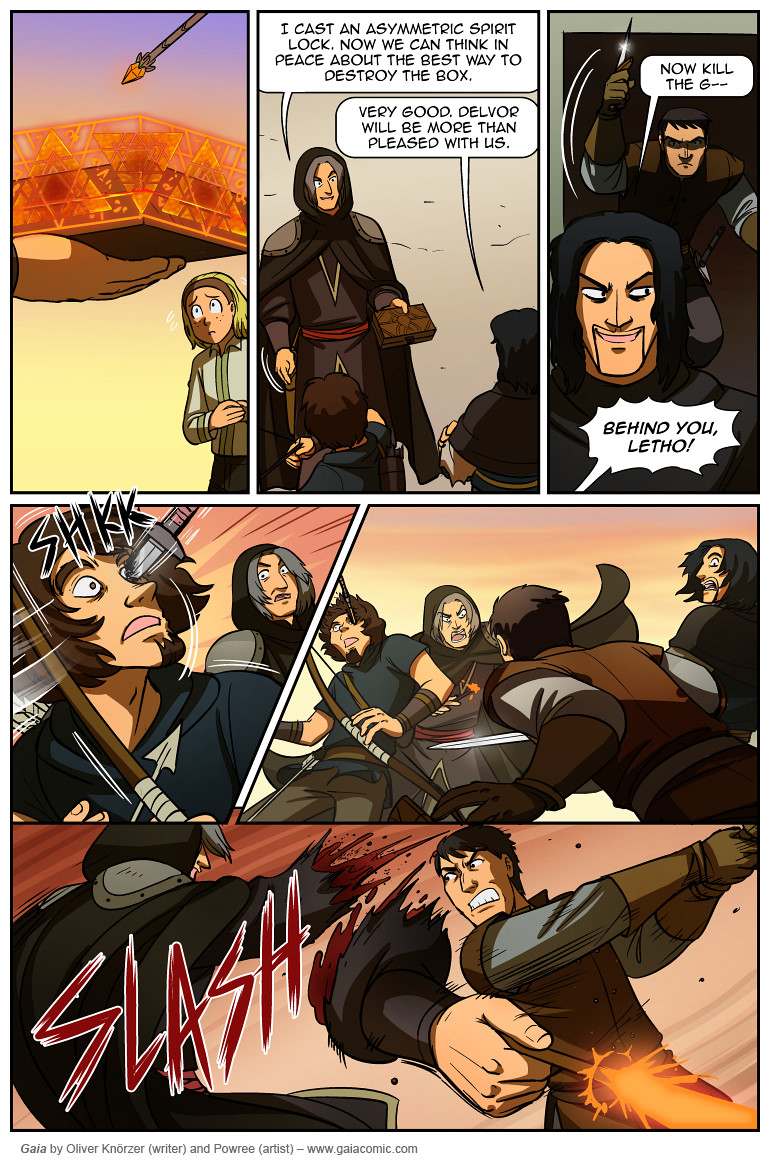 I CAST AN ASYMMETRIC SPIRIT
LOCK. NOW WE CAN THINK IN
PEACE ABOUT THE BEST WAY TO
DESTROY THE BOX.
VERY GOOD. DELVOR
WILL BE MORE THAN
PLEASED WITH US.
NOW KILL
THE G--
BEHIND YOU,
LETHO!
SHKK
SLASH
Gaia by Oliver Knörzer (writer) and Powree (artist) – www.gaiacomic.com